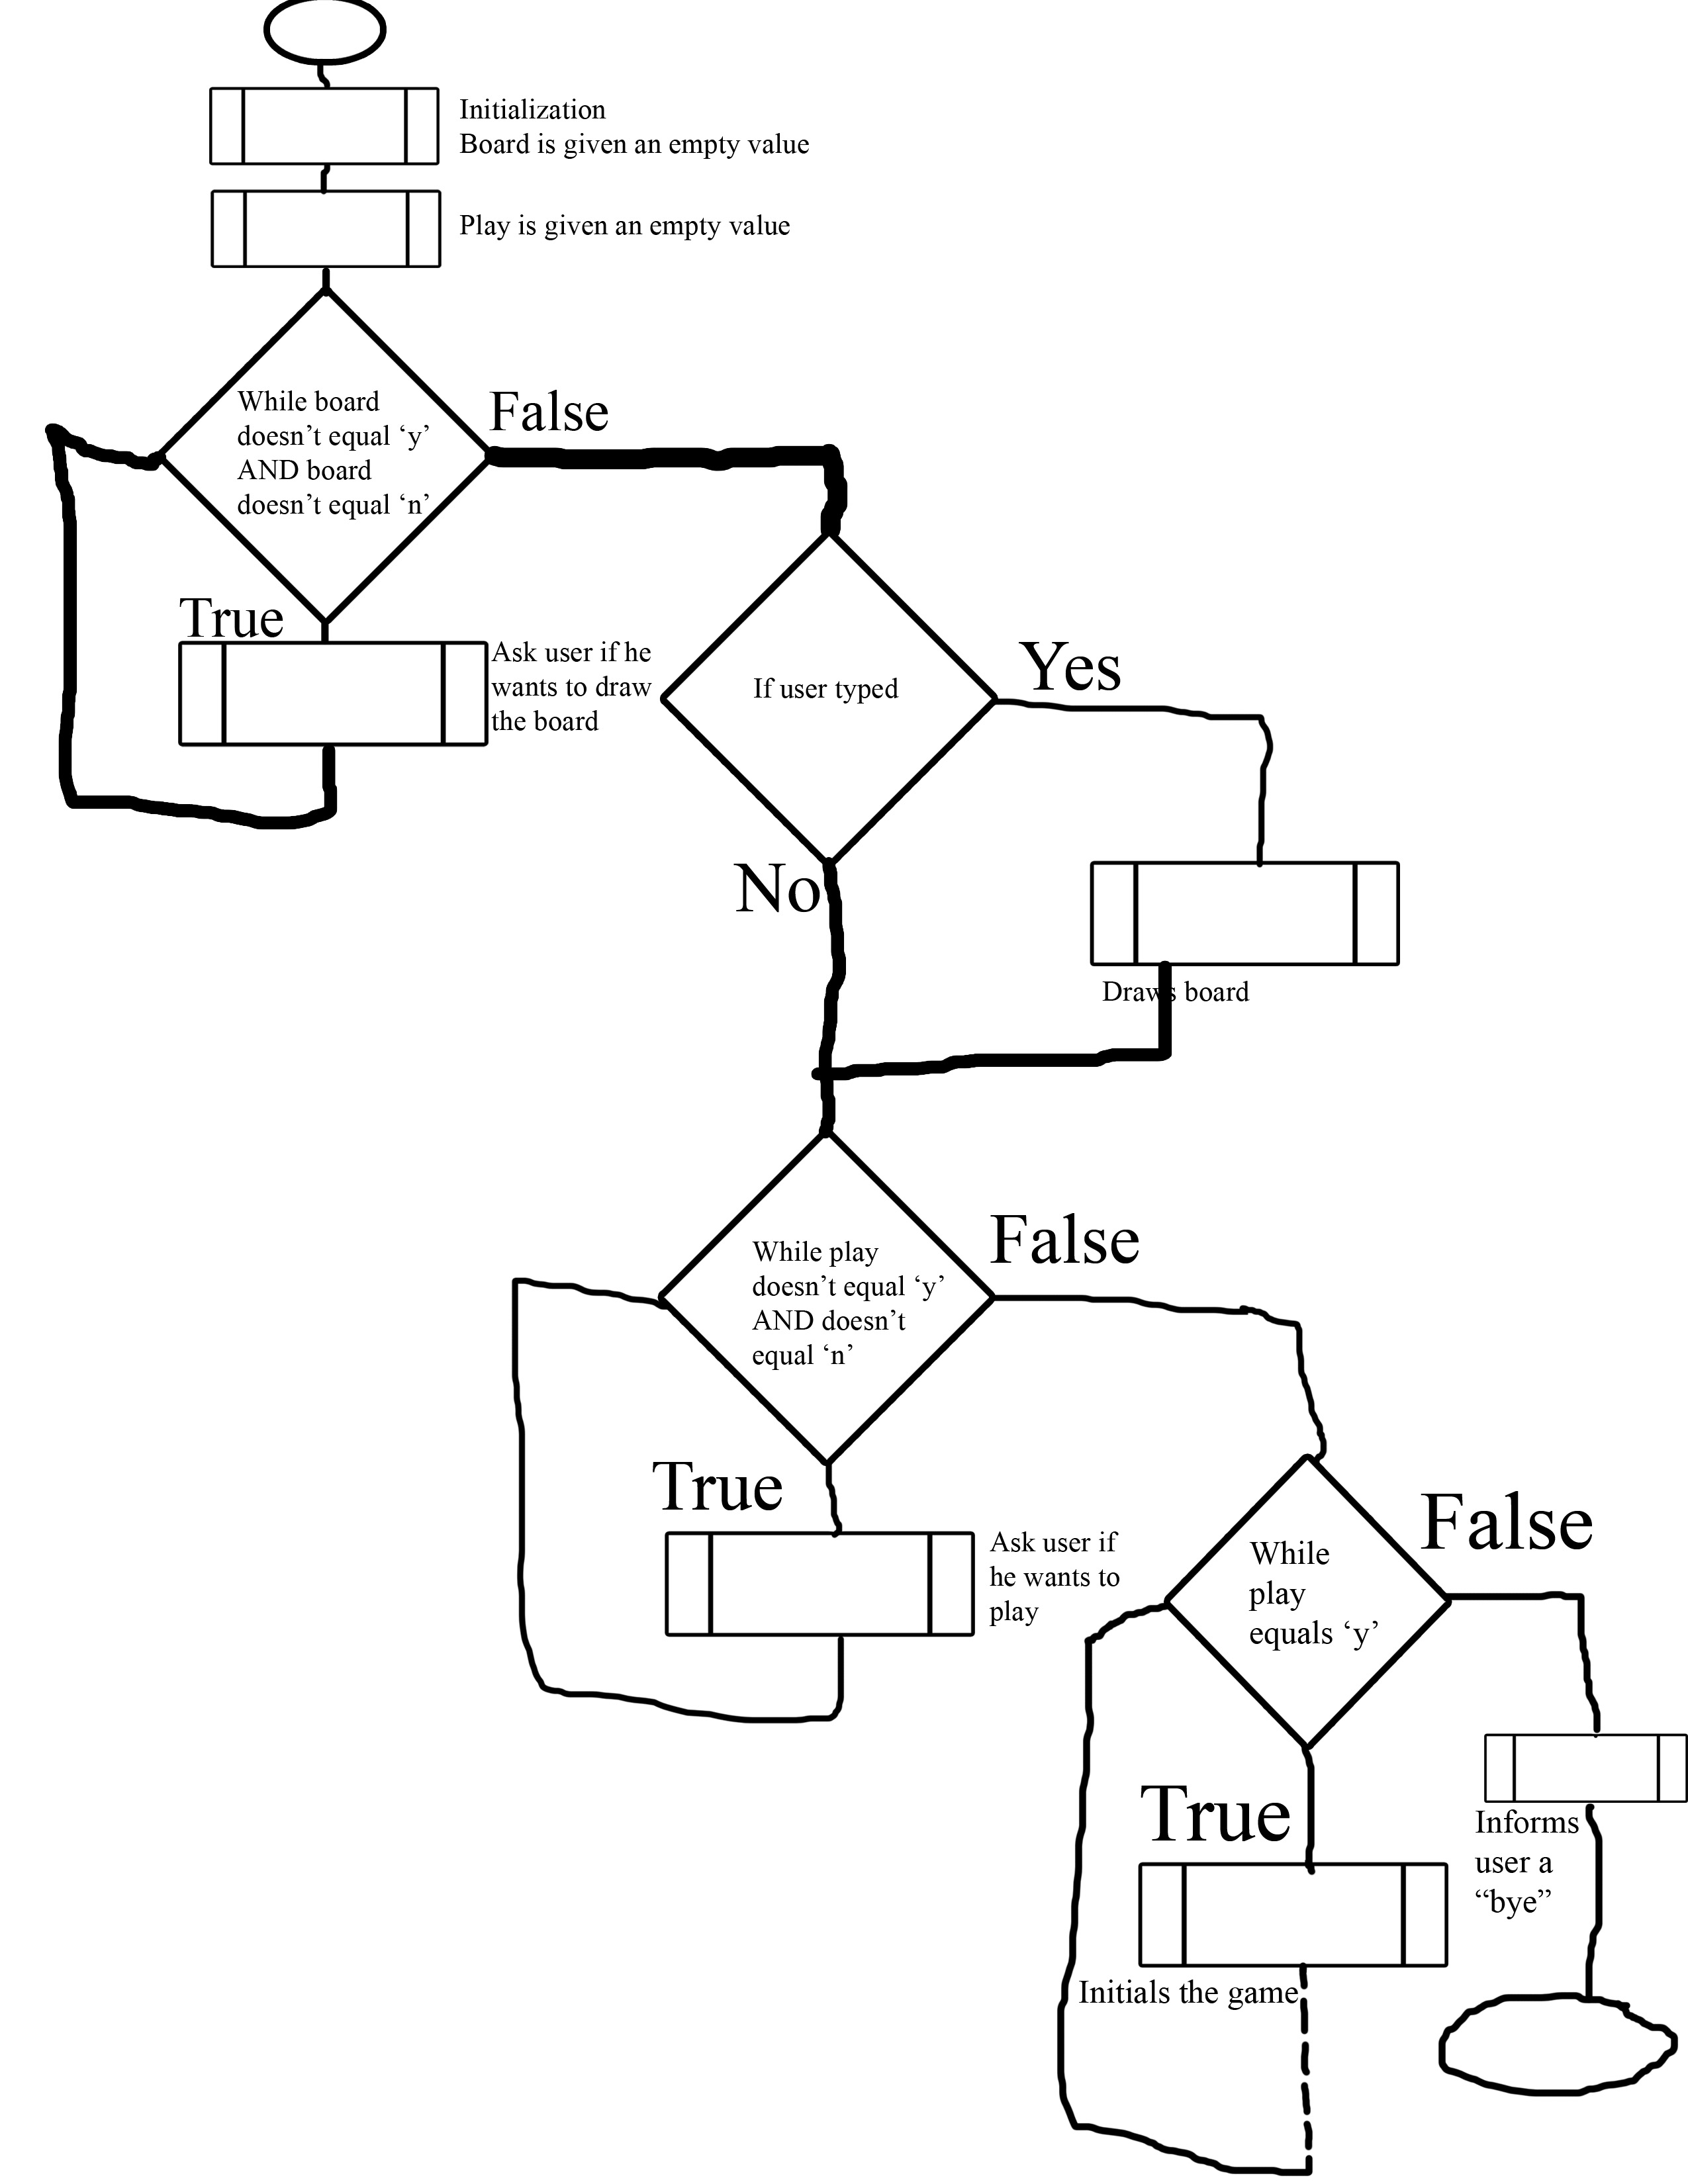 Initialization
Board is given an empty value
Play is given an empty value
While board
doesn’t equal ‘y’
AND board
doesn’t equal ‘n’
False
True
Ask user if he
wants to draw
the board
If user typed
Yes
No
Draws board
While play
doesn’t equal ‘y’
AND doesn’t
equal ‘n’
False
True
Ask user if
he wants to
play
While
play
equals ‘y’
False
True
Informs
user a
“bye”
Initials the game